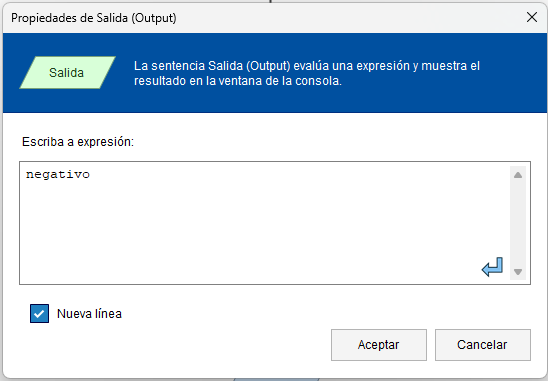 Propiedades de Salida (Output)
Salida
La sentencia Salida (Output) evalúa una expresión y muestra el
resultado en la ventana de la consola.
Escriba a expresión:
negativo
Nueva línea
Aceptar
Cancelar